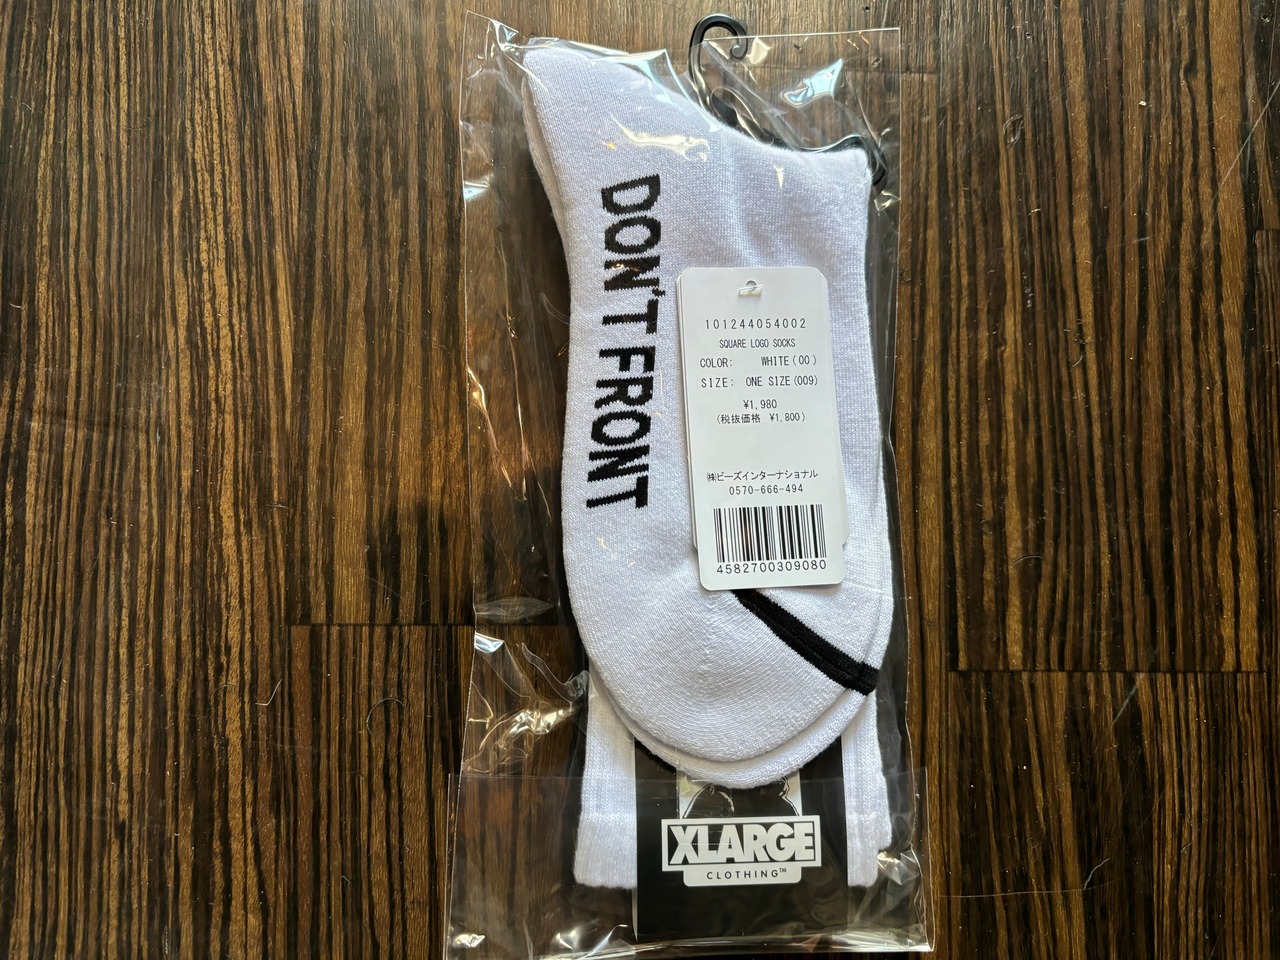 DON'T FRONT
101244054002
SQUARE LOGO SOCKS
COLOR: WHITE(00)
SIZE: ONE SIZE(009)
¥1,980
(税抜価格 ¥1,800)
㈱ビーズインターナショナル
0570-666-494
4582700309080
XLARGE
CLOTHING™